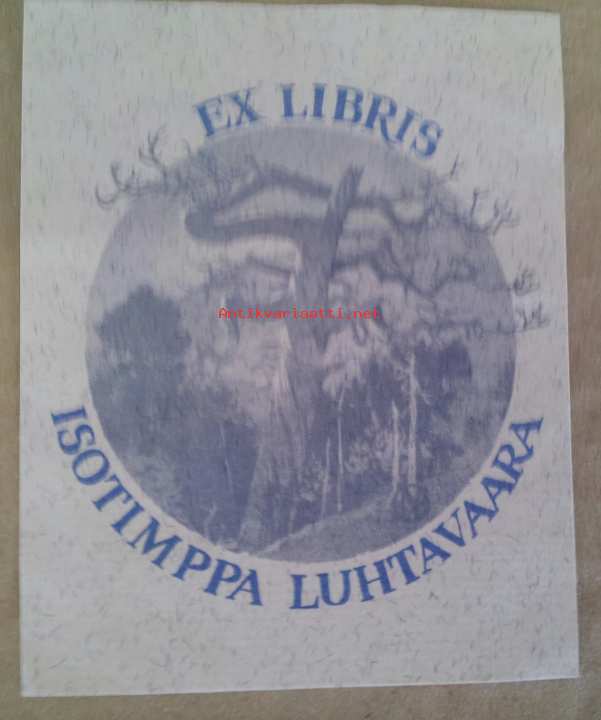 EX LIBRIS
Antikvariaatti.net
ISOTIMPPA LUHTAVAARA